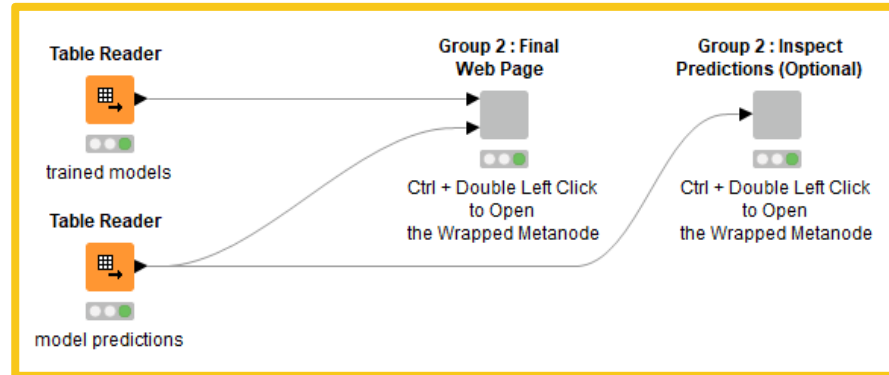 Table Reader
trained models
Table Reader
model predictions
Group 2 : Final
Web Page
Ctrl + Double Left Click
to Open
the Wrapped Metanode
Group 2 : Inspect
Predictions (Optional)
Ctrl + Double Left Click
to Open
the Wrapped Metanode